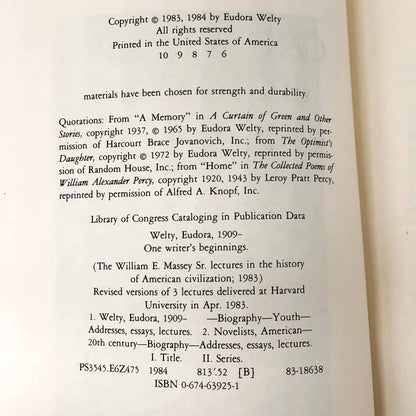 Copyright © 1983, 1984 by Eudora Welty
All rights reserved
Printed in the United States of America
10 9 8 7 6
materials have been chosen for strength and durability.
Quotations: From "A Memory" in A Curtain of Green and Other
Stories, copyright 1937, © 1965 by Eudora Welty, reprinted by per-
mission of Harcourt Brace Jovanovich, Inc.; from The Optimist's
Daughter, copyright © 1972 by Eudora Welty, reprinted by permis-
sion of Random House, Inc.; from "Home" in The Collected Poems of
William Alexander Percy, copyright 1920, 1943 by Leroy Pratt Percy,
reprinted by permission of Alfred A. Knopf, Inc.
Library of Congress Cataloging in Publication Data
Welty, Eudora, 1909–
One writer's beginnings.
(The William E. Massey Sr. lectures in the history
of American civilization; 1983)
Revised versions of 3 lectures delivered at Harvard
University in Apr. 1983.
1. Welty, Eudora, 1909– —Biography—Youth—
Addresses, essays, lectures. 2. Novelists, American—
20th century—Biography—Addresses, essays, lectures.
I. Title. II. Series.
PS3545.E6Z475 1984 813'.52 [B] 83-18638
ISBN 0-674-63925-1